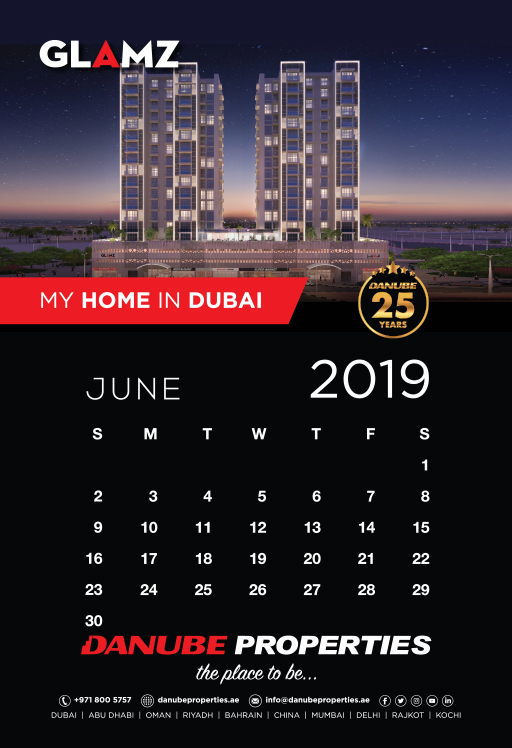 GLAMZ
GLAMZ
MY HOME IN DUBAI
DANUBE
25
YEARS
JUNE 2019
S M T W T F S
1
2 3 4 5 6 7 8
9 10 11 12 13 14 15
16 17 18 19 20 21 22
23 24 25 26 27 28 29
30
DANUBE PROPERTIES
the place to be...
+971 800 5757 danubeproperties.ae info@danubeproperties.ae
DUBAI | ABU DHABI | OMAN | RIYADH | BAHRAIN | CHINA | MUMBAI | DELHI | RAJKOT | KOCHI